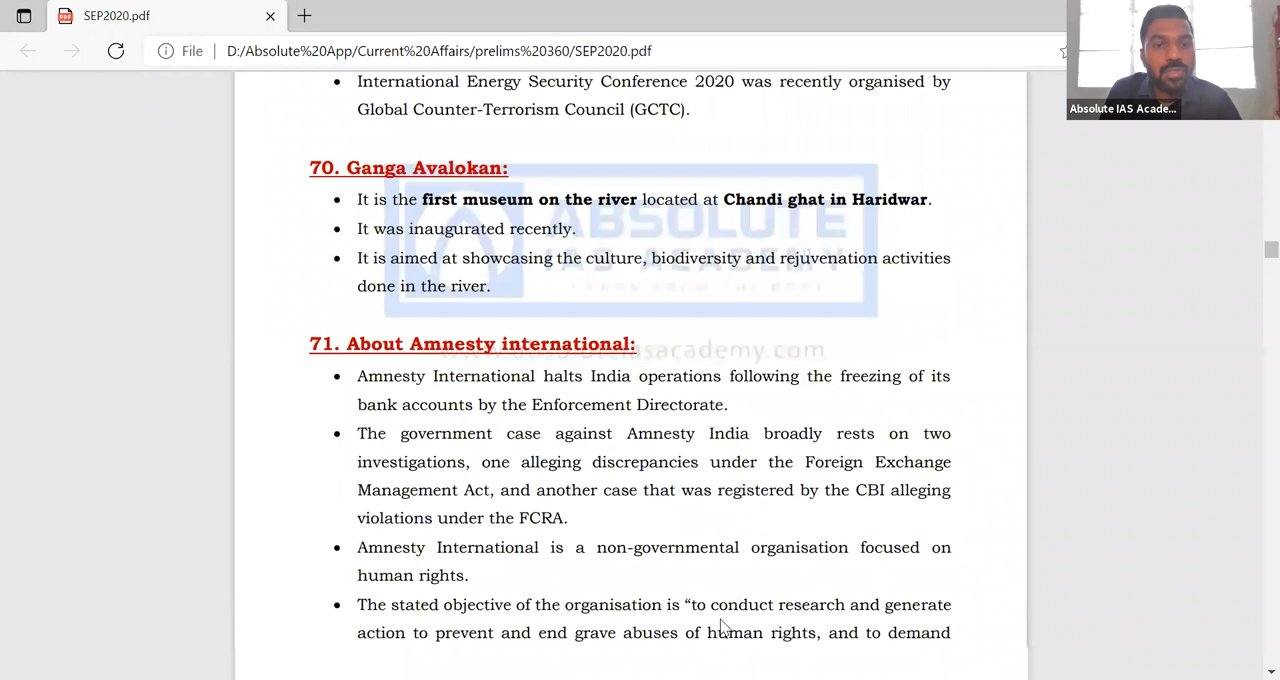 SEP2020.pdf
File D:/Absolute%20App/Current%20Affairs/prelims%20360/SEP2020.pdf
Absolute IAS Acade...
• International Energy Security Conference 2020 was recently organised by
Global Counter-Terrorism Council (GCTC).
70. Ganga Avalokan:
• It is the first museum on the river located at Chandi ghat in Haridwar.
• It was inaugurated recently.
• It is aimed at showcasing the culture, biodiversity and rejuvenation activities
done in the river.
ABSOLUTE
IAS ACADEMY
71. About Amnesty international:
www.absoluteiasacademy.com
• Amnesty International halts India operations following the freezing of its
bank accounts by the Enforcement Directorate.
• The government case against Amnesty India broadly rests on two
investigations, one alleging discrepancies under the Foreign Exchange
Management Act, and another case that was registered by the CBI alleging
violations under the FCRA.
• Amnesty International is a non-governmental organisation focused on
human rights.
• The stated objective of the organisation is “to conduct research and generate
action to prevent and end grave abuses of human rights, and to demand